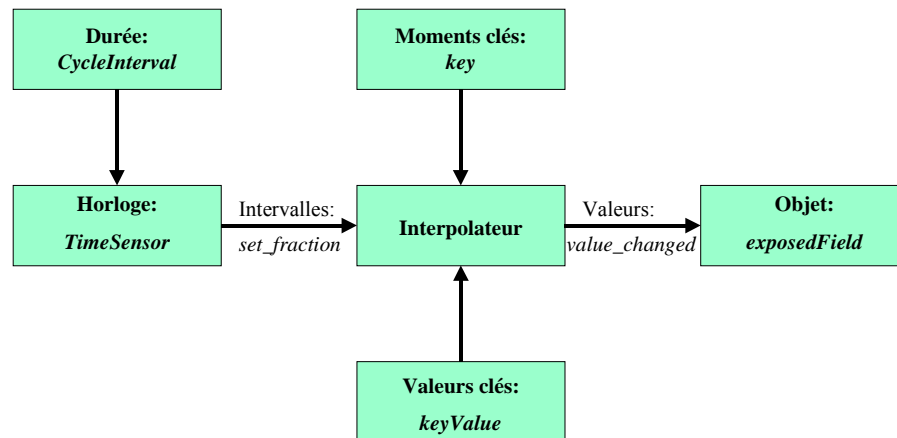 Durée:
CycleInterval
Moments clés:
key
Horloge:
TimeSensor
Intervalles:
set_fraction
Interpolateur
Valeurs:
value_changed
Objet:
exposedField
Valeurs clés:
keyValue